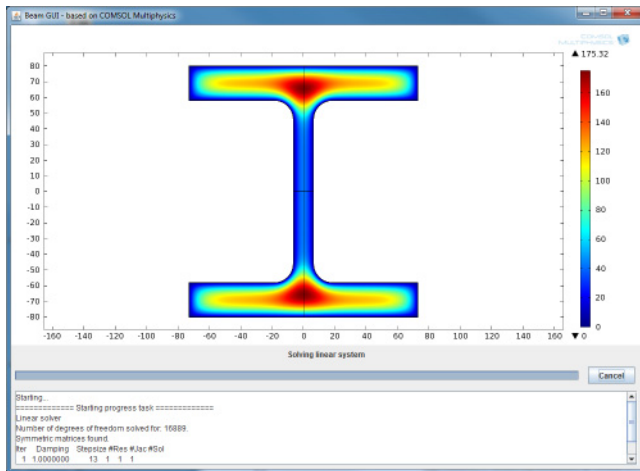 Beam GUI - based on COMSOL Multiphysics
COMSOL
MULTIPHYSICS
▲ 175.32
80
70
60
50
40
30
20
10
0
-10
-20
-30
-40
-50
-60
-70
-80
160
140
120
100
80
60
40
20
0
▼ 0
-160 -140 -120 -100 -80 -60 -40 -20 0 20 40 60 80 100 120 140 160
Solving linear system
Cancel
Starting...
============= Starting progress task =============
Linear solver
Number of degrees of freedom solved for: 16889.
Symmetric matrices found.
Iter Damping Stepsize #Res #Jac #Sol
1 1.0000000 13 1 1 1